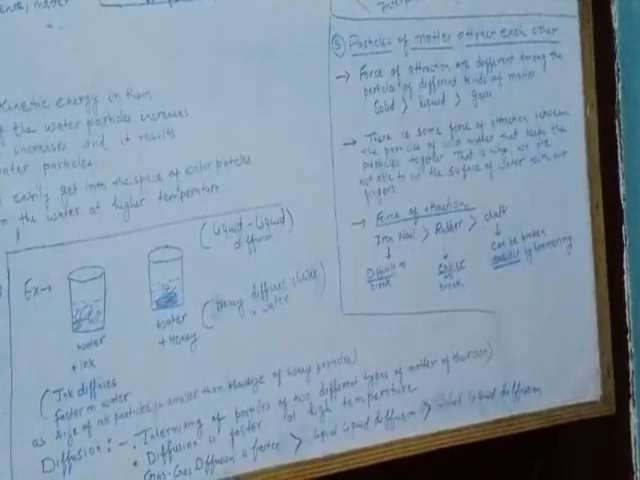 Kinetic energy in them
of the water particles increases
increases and it results
water particles
easily get into the space of water
in the water at higher temperature
(5) Particles of matter attract each other
→ Force of attraction are different among the
particles of different kinds of matter
Solid > liquid > gas
→ There is some force of attraction between
the particles of matter that keeps the
particles together That is why we are
not able to cut the surface of water with our
fingers
→ Force of attraction
Iron Nail > Rubber > chalk
↓ ↓ ↓
Difficult to
break
Easier
to
break
Can be broken
easily by hammering
Ex→
(Liquid - Liquid)
diffusion
water
+ ink
water
+ Honey
(Honey diffuses slower
in water
(Ink diffuses
faster in water
as size of ink particles is smaller than the size of honey particles)
Diffusion :- • Intermixing of particles of two different types of matter of their own)
• Diffusion is faster at high temperature
Gas-Gas Diffusion is faster > liquid liquid diffusion > solid liquid diffusion